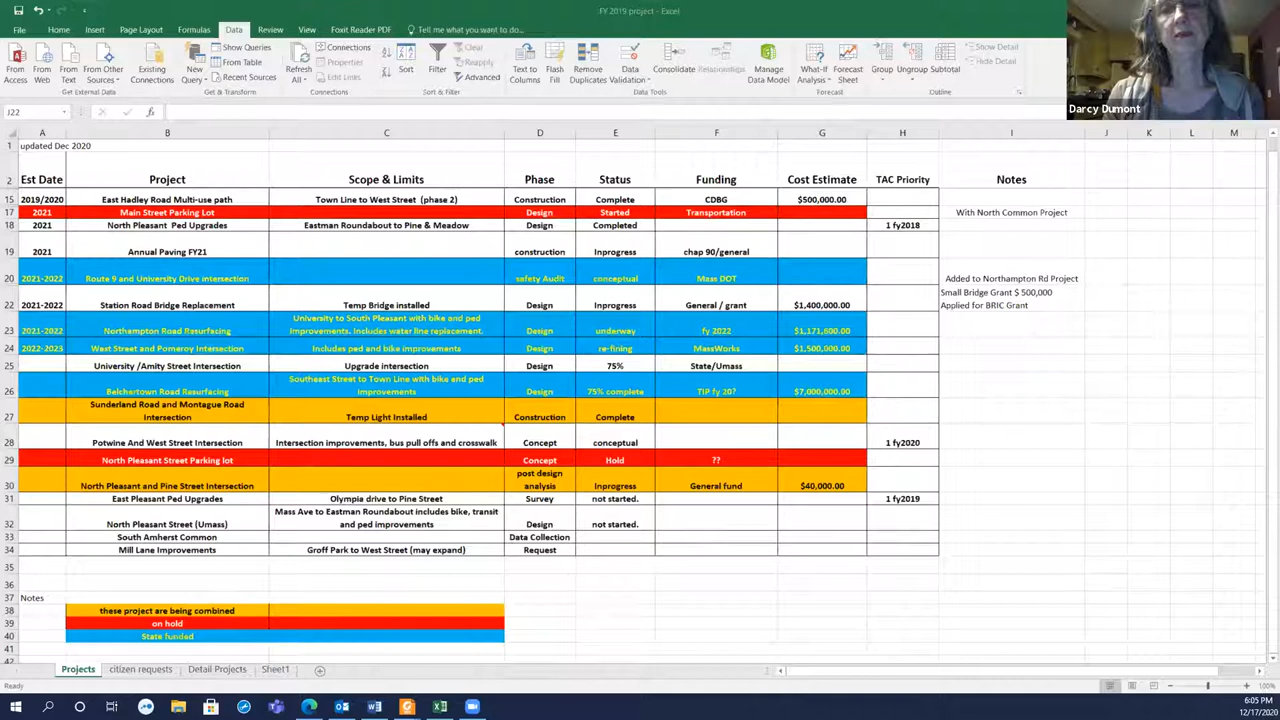 FY 2019 project - Excel
File Home Insert Page Layout Formulas Data Review View Foxit Reader PDF Tell me what you want to do...
From Access From Web From Text From Other Sources Existing Connections New Query Show Queries From Table Recent Sources Refresh All Connections Properties Edit Links Sort Filter Clear Reapply Advanced Text to Columns Flash Fill Remove Duplicates Data Validation Consolidate Relationships Manage Data Model What-If Analysis Forecast Sheet Group Ungroup Subtotal Show Detail Hide Detail
Get External Data Get & Transform Connections Sort & Filter Data Tools Forecast Outline
Darcy Dumont
J22 fx
A B C D E F G H I J K L M
1 updated Dec 2020
2 Est Date Project Scope & Limits Phase Status Funding Cost Estimate TAC Priority Notes
15 2019/2020 East Hadley Road Multi-use path Town Line to West Street (phase 2) Construction Complete CDBG $500,000.00
17 2021 Main Street Parking Lot Design Started Transportation With North Common Project
18 2021 North Pleasant Ped Upgrades Eastman Roundabout to Pine & Meadow Design Completed 1 fy2018
19 2021 Annual Paving FY21 construction Inprogress chap 90/general
20 2021-2022 Route 9 and University Drive intersection safety Audit conceptual Mass DOT Added to Northampton Rd Project
Small Bridge Grant $ 500,000
22 2021-2022 Station Road Bridge Replacement Temp Bridge installed Design Inprogress General / grant $1,400,000.00 Applied for BRIC Grant
University to South Pleasant with bike and ped
23 2021-2022 Northampton Road Resurfacing Improvements. Includes water line replacement. Design underway fy 2022 $1,171,600.00
24 2022-2023 West Street and Pomeroy Intersection Includes ped and bike improvements Design re-fining MassWorks $1,500,000.00
25 University /Amity Street Intersection Upgrade intersection Design 75% State/Umass
Southeast Street to Town Line with bike end ped
26 Belchertown Road Resurfacing Improvements Design 75% complete TIP fy 20? $7,000,000.00
Sunderland Road and Montague Road
27 Intersection Temp Light Installed Construction Complete
28 Potwine And West Street Intersection Intersection improvements, bus pull offs and crosswalk Concept conceptual 1 fy2020
29 North Pleasant Street Parking lot Concept Hold ??
post design
30 North Pleasant and Pine Intersection analysis Inprogress General fund $40,000.00
31 East Pleasant Ped Upgrades Olympia drive to Pine Street Survey not started. 1 fy2019
Mass Ave to Eastman Roundabout includes bike, transit
32 North Pleasant Street (Umass) and ped improvements Design not started.
33 South Amherst Common Data Collection
34 Mill Lane Improvements Groff Park to West Street (may expand) Request
35
36
37 Notes
38 these project are being combined
39 on hold
40 State funded
41
42
Projects citizen requests Detail Projects Sheet1
Ready 100%
6:05 PM
12/17/2020